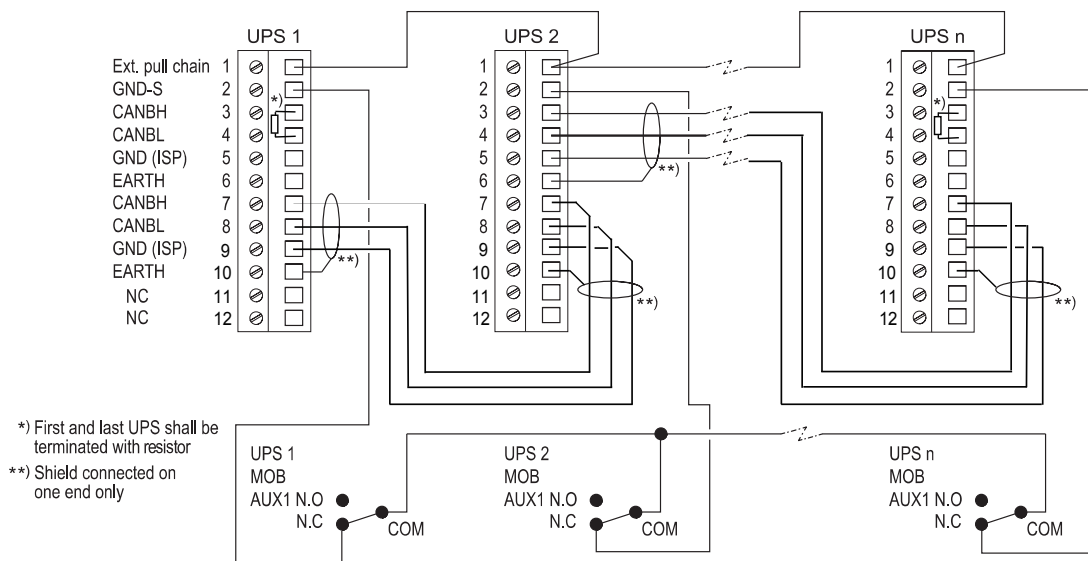 UPS 1
UPS 2
UPS n
Ext. pull chain 1
GND-S 2
CANBH 3
CANBL 4
GND (ISP) 5
EARTH 6
CANBH 7
CANBL 8
GND (ISP) 9
EARTH 10
NC 11
NC 12
*)
**)
1
2
3
4
5
6
7
8
9
10
11
12
**)
**)
1
2
3
4
5
6
7
8
9
10
11
12
*)
**)
*) First and last UPS shall be
terminated with resistor
**) Shield connected on
one end only
UPS 1
MOB
AUX1 N.O
N.C
COM
UPS 2
MOB
AUX1 N.O
N.C
COM
UPS n
MOB
AUX1 N.O
N.C
COM